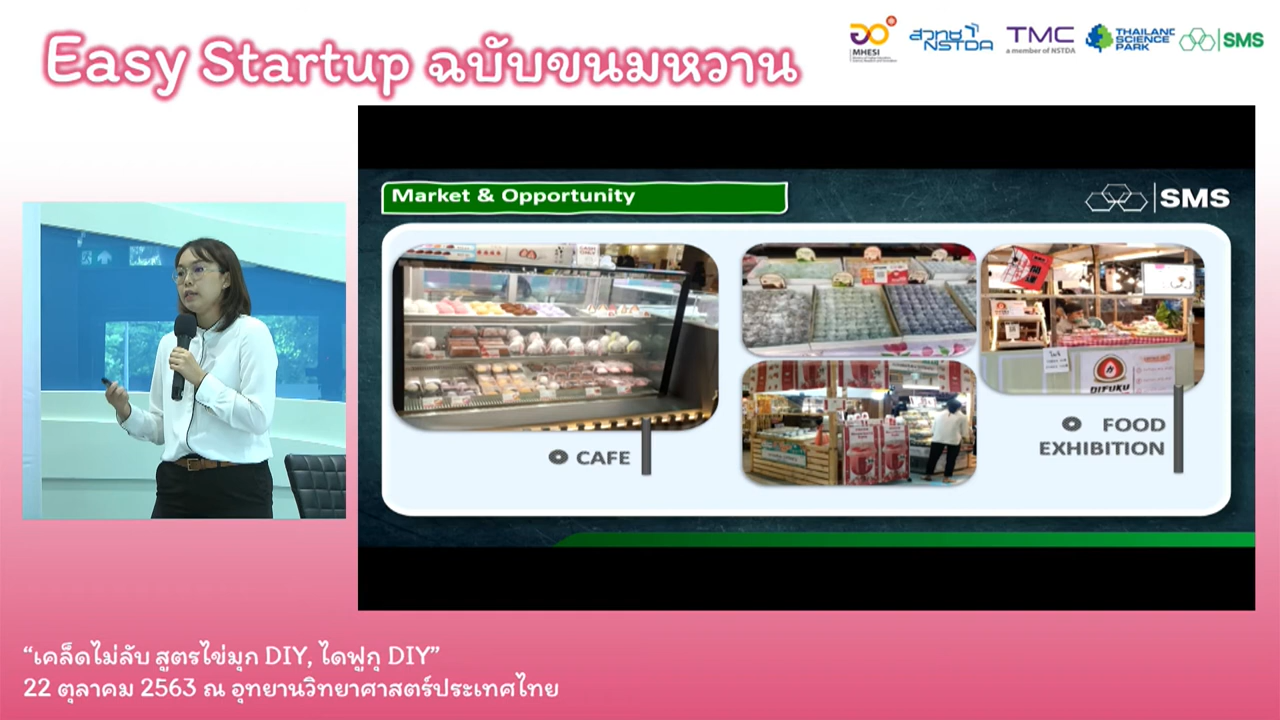 Easy Startup ฉบับขนมหวาน
MHESI
สวทช
NSTDA
TMC
a member of NSTDA
THAILAND
SCIENCE
PARK
SMS
Market & Opportunity
SMS
CAFE
DIFUKU
FOOD
EXHIBITION
“เคล็ดไม่ลับ สูตรไข่มุก DIY, ไดฟูกุ DIY”
22 ตุลาคม 2563 ณ อุทยานวิทยาศาสตร์ประเทศไทย